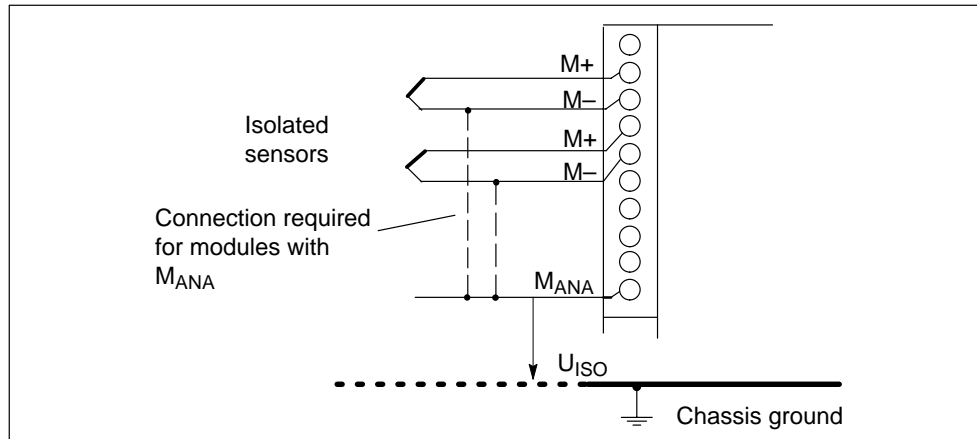 M+
M–
Isolated
sensors
M+
M–
Connection required
for modules with
MANA
MANA
UISO
Chassis ground